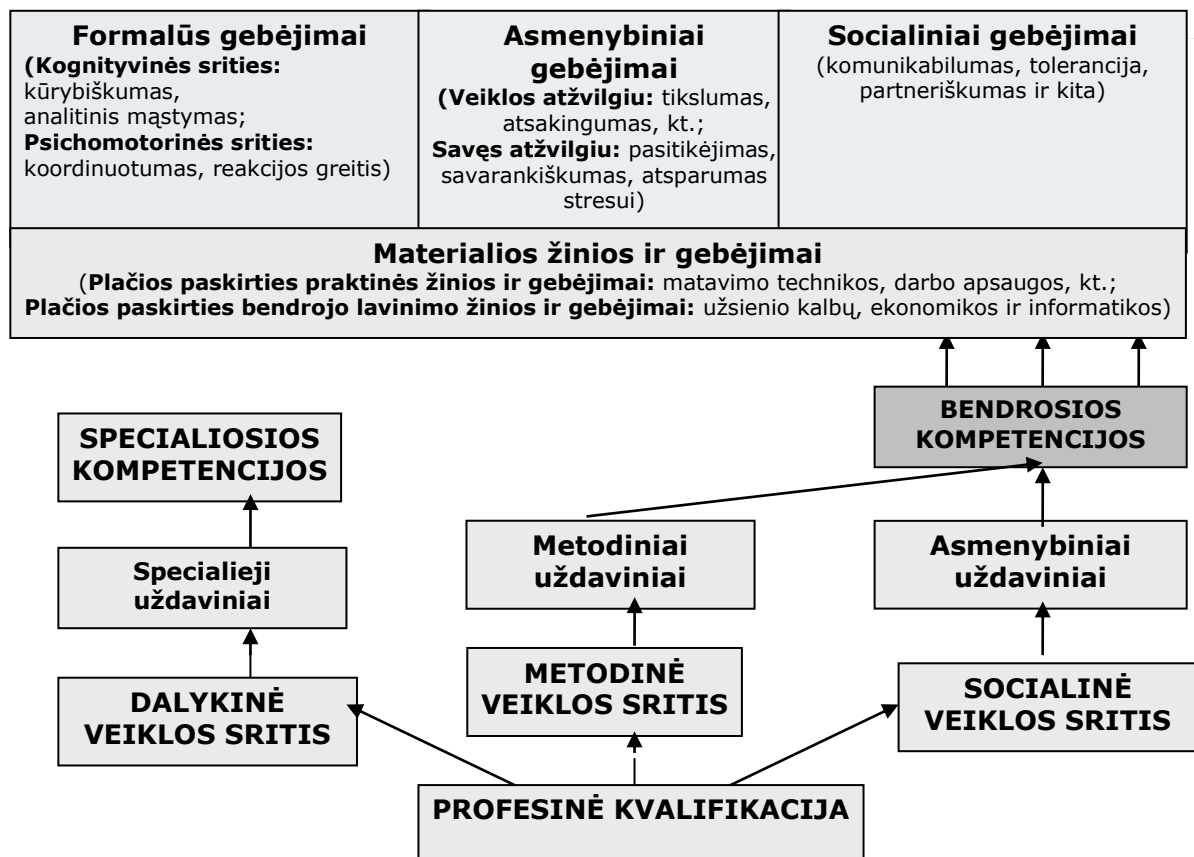 Formalūs gebėjimai
(Kognityvinės srities:
kūrybiškumas,
analitinis mąstymas;
Psichomotorinės srities:
koordinuotumas, reakcijos greitis)
Asmenybiniai
gebėjimai
(Veiklos atžvilgiu: tikslumas,
atsakingumas, kt.;
Savęs atžvilgiu: pasitikėjimas,
savarankiškumas, atsparumas
stresui)
Socialiniai gebėjimai
(komunikabilumas, tolerancija,
partneriškumas ir kita)
Materialios žinios ir gebėjimai
(Plačios paskirties praktinės žinios ir gebėjimai: matavimo technikos, darbo apsaugos, kt.;
Plačios paskirties bendrojo lavinimo žinios ir gebėjimai: užsienio kalbų, ekonomikos ir informatikos)
BENDROSIOS
KOMPETENCIJOS
SPECIALIOSIOS
KOMPETENCIJOS
Specialieji
uždaviniai
Metodiniai
uždaviniai
Asmenybiniai
uždaviniai
DALYKINĖ
VEIKLOS SRITIS
METODINĖ
VEIKLOS SRITIS
SOCIALINĖ
VEIKLOS SRITIS
PROFESINĖ KVALIFIKACIJA